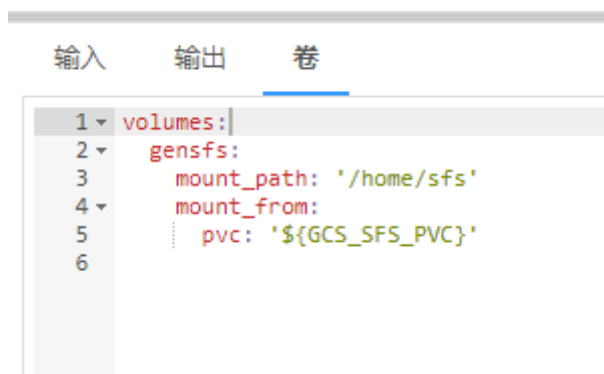 输入 输出 卷
1 volumes:
2 gensfs:
3 mount_path: '/home/sfs'
4 mount_from:
5 pvc: '${GCS_SFS_PVC}'
6